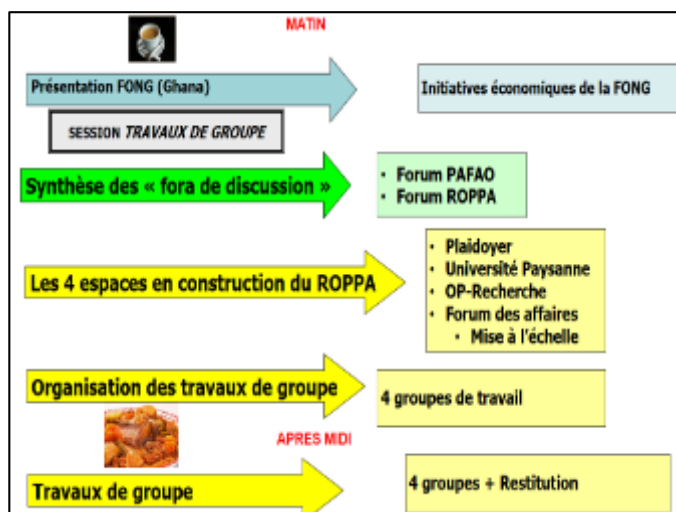 MATIN
Présentation FONG (Ghana)
Initiatives économiques de la FONG
SESSION TRAVAUX DE GROUPE
Synthèse des « fora de discussion »
• Forum PAFAO
• Forum ROPPA
Les 4 espaces en construction du ROPPA
• Plaidoyer
• Université Paysanne
• OP-Recherche
• Forum des affaires
• Mise à l'échelle
Organisation des travaux de groupe
4 groupes de travail
APRES MIDI
Travaux de groupe
4 groupes + Restitution